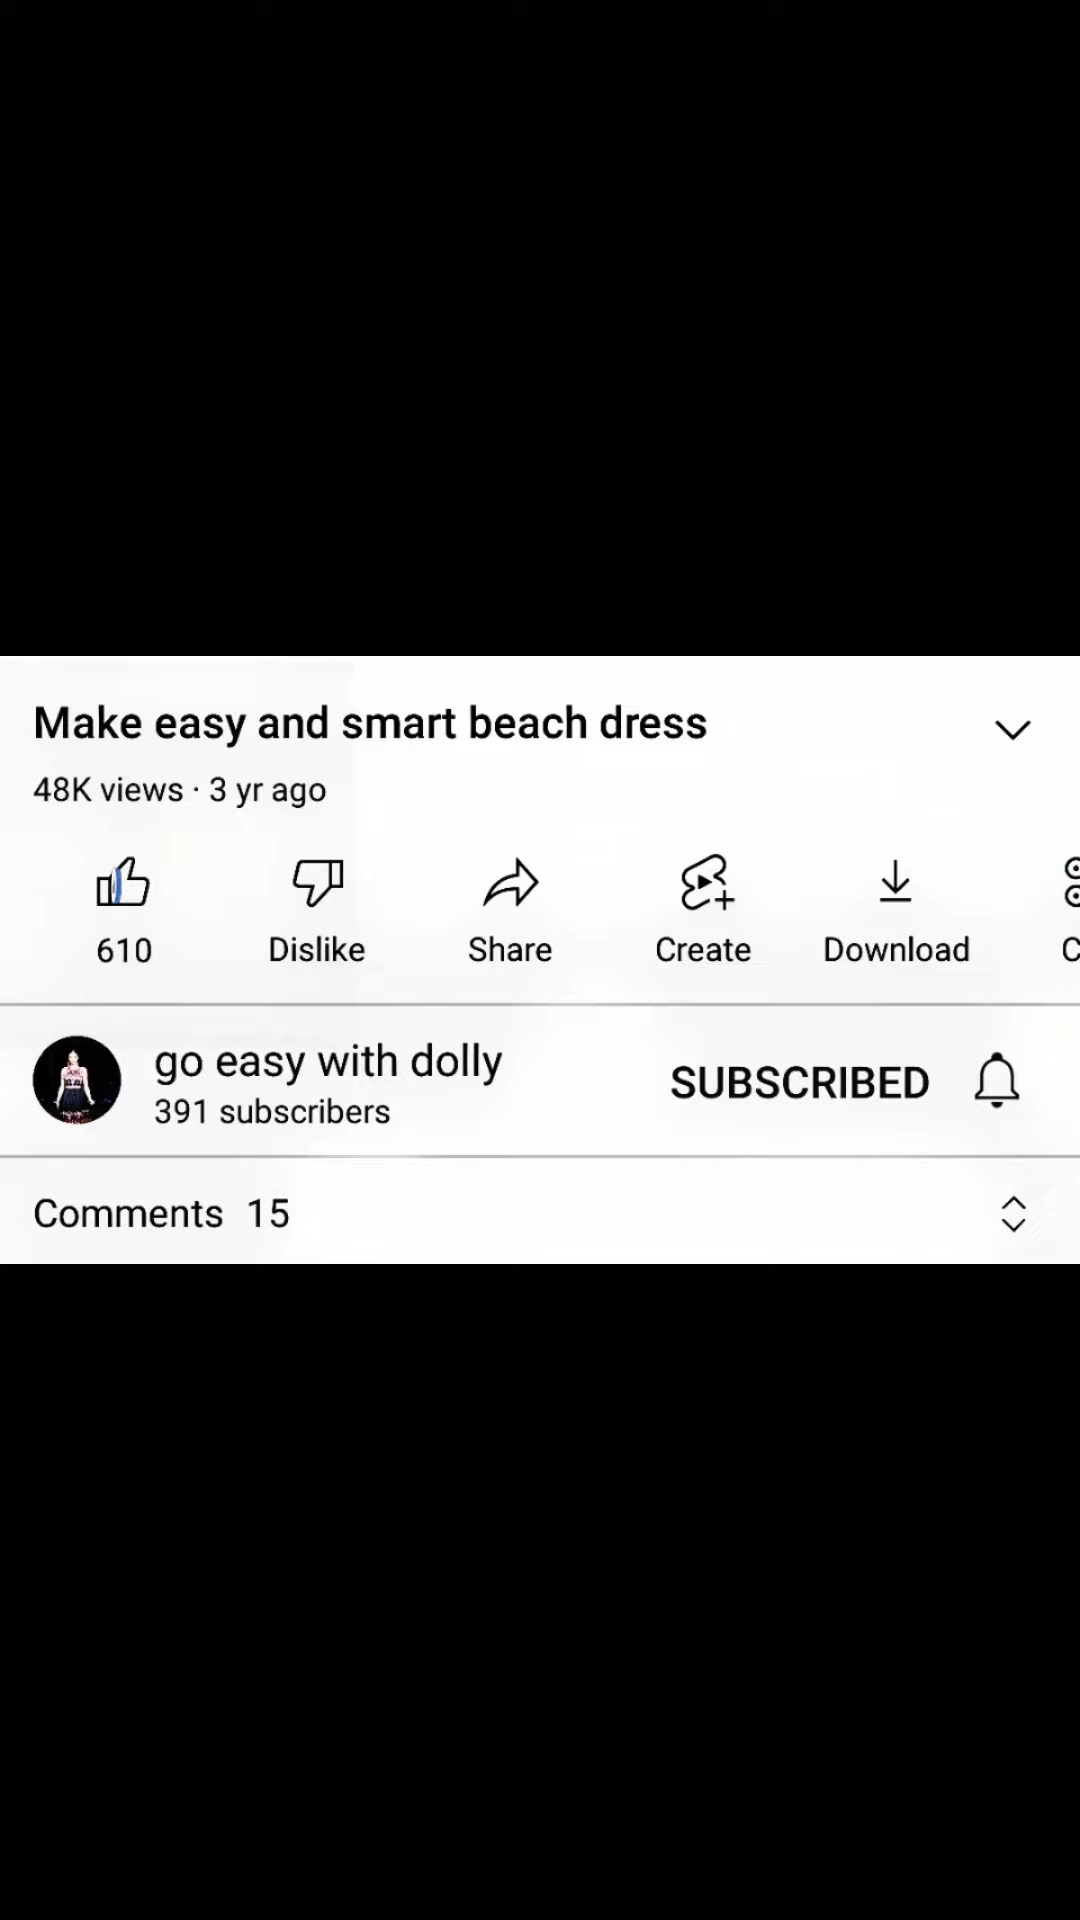 Make easy and smart beach dress
48K views · 3 yr ago
610 Dislike Share Create Download C
go easy with dolly
391 subscribers
SUBSCRIBED
Comments 15